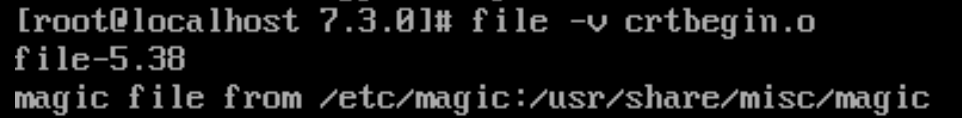 [root@localhost 7.3.0]# file -v crtbegin.o
file-5.38
magic file from /etc/magic:/usr/share/misc/magic